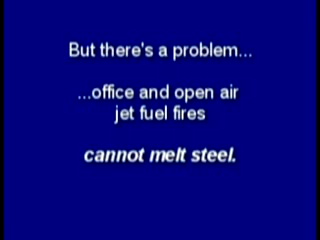 But there's a problem...
...office and open air
jet fuel fires
cannot melt steel.